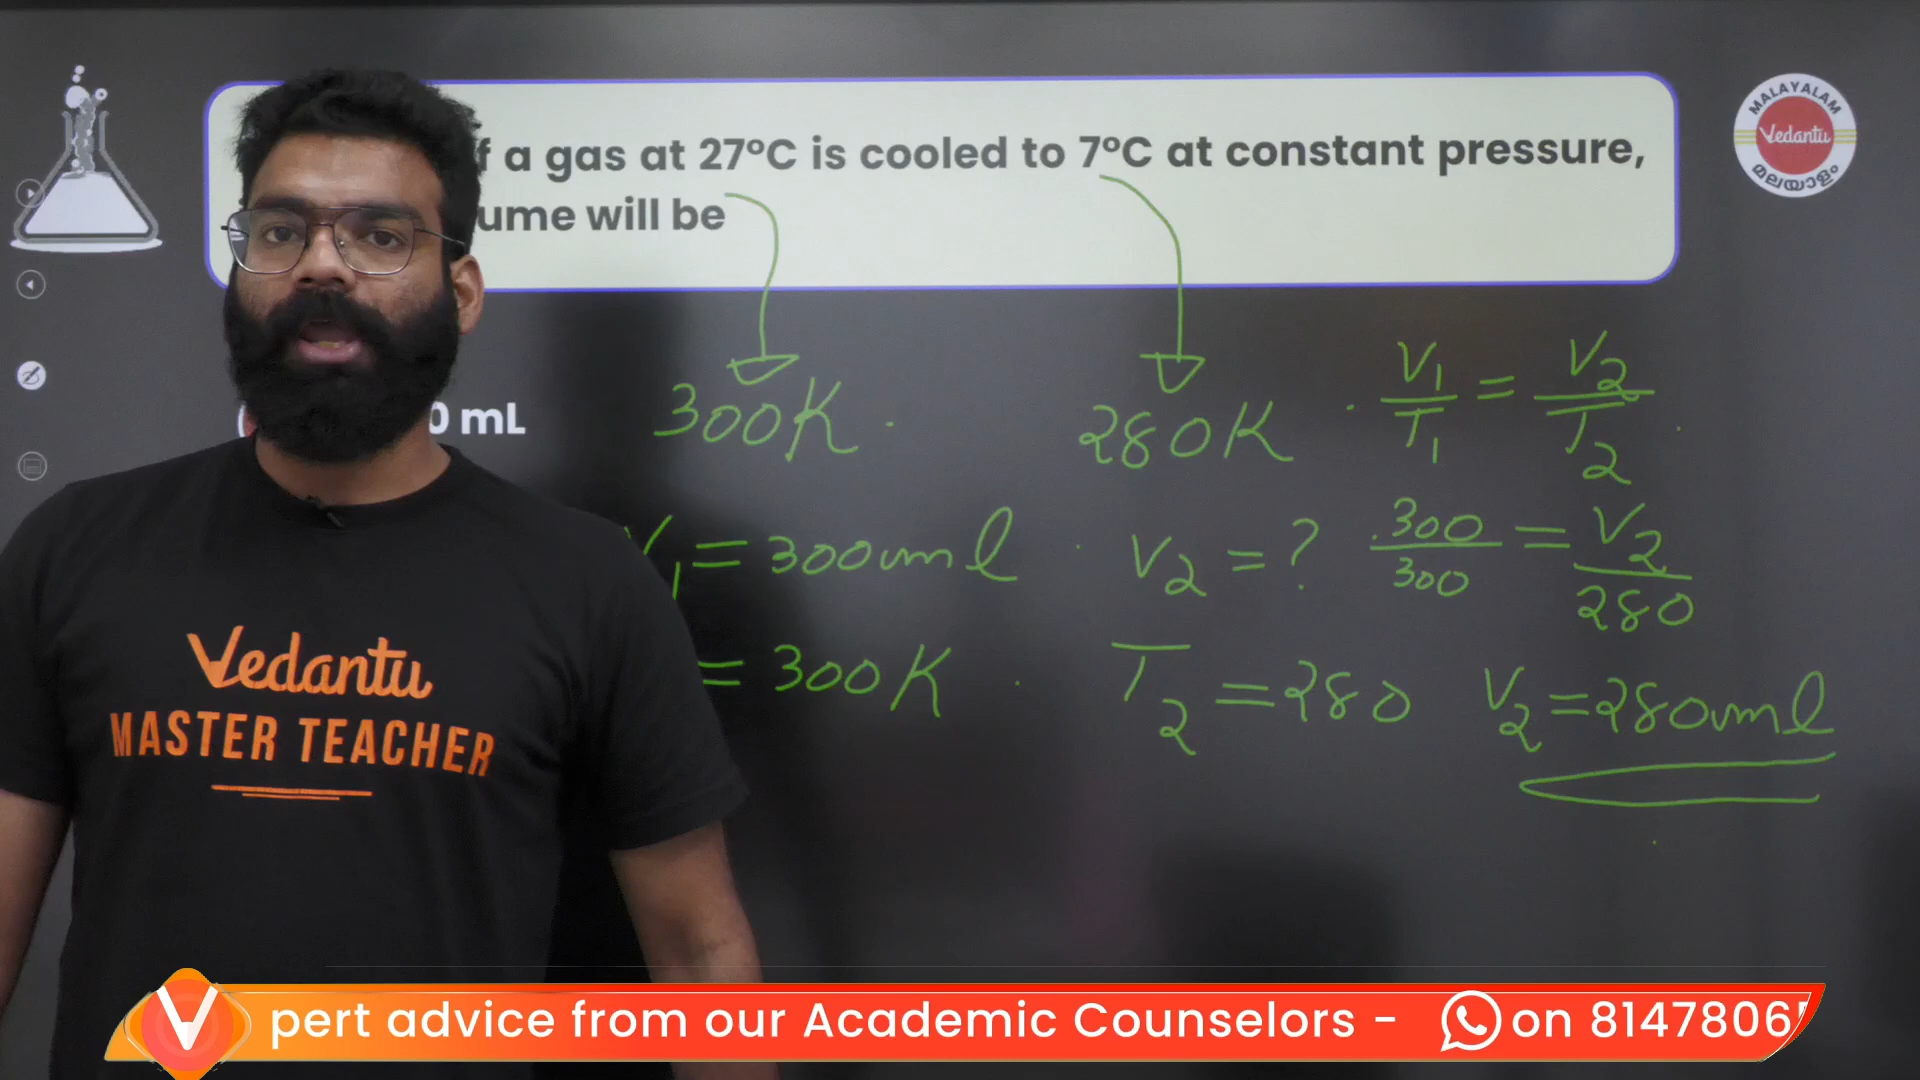 f a gas at 27°C is cooled to 7°C at constant pressure,
ume will be
MALAYALAM
Vedantu
മലയാളം
300K.
280K
V1/T1 = V2/T2
0 mL
V1 = 300ml
V2 = ?
300/300 = V2/280
= 300K
T2 = 280
V2 = 280ml
Vedantu
MASTER TEACHER
pert advice from our Academic Counselors - on 8147806